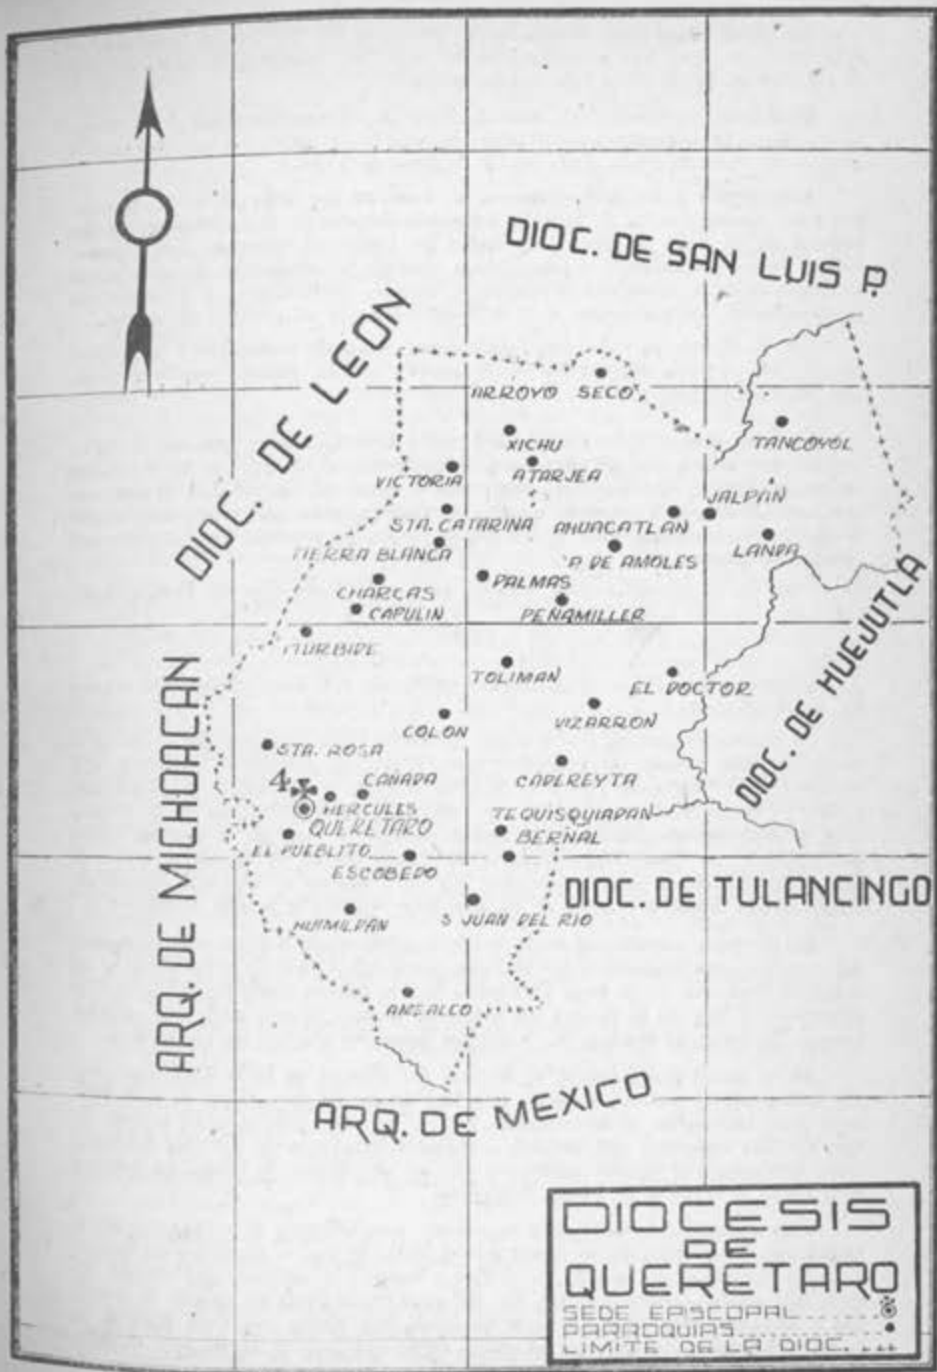 DIOC. DE SAN LUIS P.
DIOC. DE LEON
ARROYO SECO
XICHU
TANCOYOL
ATARJEA
VICTORIA
JALPAN
STA. CATARINA
AHUACATLAN
TIERRA BLANCA
P. DE AMOLES
LANDA
PALMAS
CHARCAS
CAPULIN
PEÑAMILLER
ITURBIDE
DIOC. DE HUEJUTLA
ARQ. DE MICHOACAN
TOLIMAN
EL DOCTOR
COLON
VIZARRON
STA. ROSA
CAÑADA
CADEREYTA
4
HERCULES
TEQUISQUIAPAN
QUERETARO
BERNAL
EL PUEBLITO
ESCOBEDO
DIOC. DE TULANCINGO
HUIMILPAN
S JUAN DEL RIO
AMEALCO
ARQ. DE MEXICO
DIOCESIS
DE
QUERETARO
SEDE EPISCOPAL
PARROQUIAS
LIMITE DE LA DIOC.